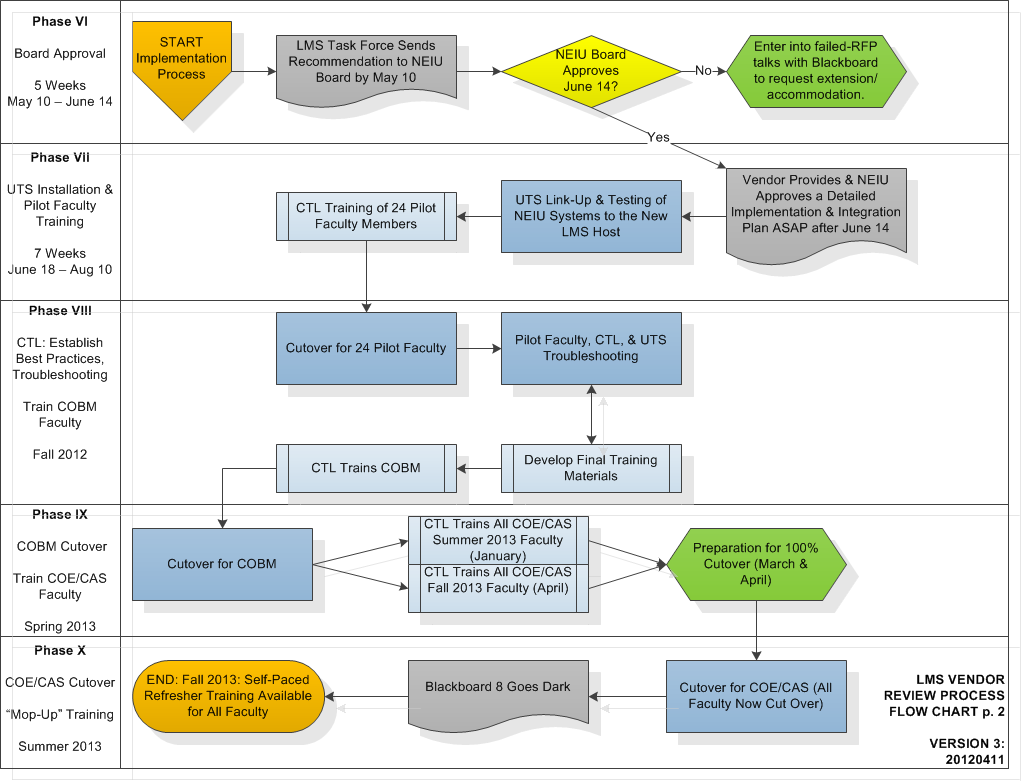 Phase VI
Board Approval
5 Weeks
May 10 – June 14
START
Implementation
Process
LMS Task Force Sends
Recommendation to NEIU
Board by May 10
NEIU Board
Approves
June 14?
No
Enter into failed-RFP
talks with Blackboard
to request extension/
accommodation.
Yes
Phase Vii
UTS Installation &
Pilot Faculty
Training
7 Weeks
June 18 – Aug 10
CTL Training of 24 Pilot
Faculty Members
UTS Link-Up & Testing of
NEIU Systems to the New
LMS Host
Vendor Provides & NEIU
Approves a Detailed
Implementation & Integration
Plan ASAP after June 14
Phase VIII
CTL: Establish
Best Practices,
Troubleshooting
Train COBM
Faculty
Fall 2012
Cutover for 24 Pilot Faculty
Pilot Faculty, CTL, & UTS
Troubleshooting
CTL Trains COBM
Develop Final Training
Materials
Phase IX
COBM Cutover
Train COE/CAS
Faculty
Spring 2013
Cutover for COBM
CTL Trains All COE/CAS
Summer 2013 Faculty
(January)
CTL Trains All COE/CAS
Fall 2013 Faculty (April)
Preparation for 100%
Cutover (March &
April)
Phase X
COE/CAS Cutover
“Mop-Up” Training
Summer 2013
END: Fall 2013: Self-Paced
Refresher Training Available
for All Faculty
Blackboard 8 Goes Dark
Cutover for COE/CAS (All
Faculty Now Cut Over)
LMS VENDOR
REVIEW PROCESS
FLOW CHART p. 2
VERSION 3:
20120411